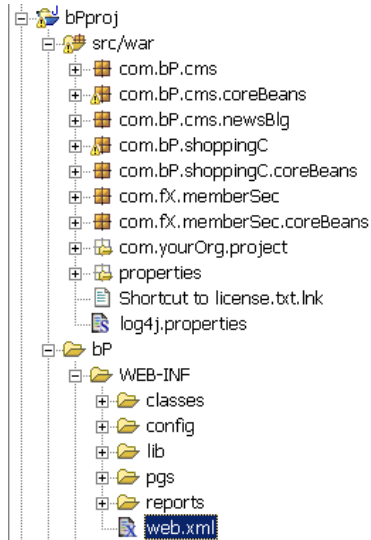 bPproj
src/war
com.bP.cms
com.bP.cms.coreBeans
com.bP.cms.newsBlg
com.bP.shoppingC
com.bP.shoppingC.coreBeans
com.fX.memberSec
com.fX.memberSec.coreBeans
com.yourOrg.project
properties
Shortcut to license.txt.lnk
log4j.properties
bP
WEB-INF
classes
config
lib
pgs
reports
web.xml